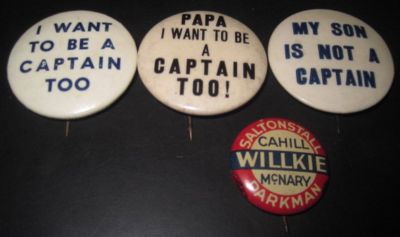 I WANT
TO BE A
CAPTAIN
TOO
PAPA
I WANT TO BE
A
CAPTAIN
TOO!
MY SON
IS NOT A
CAPTAIN
SALTONSTALL
CAHILL
WILLKIE
McNARY
PARKMAN